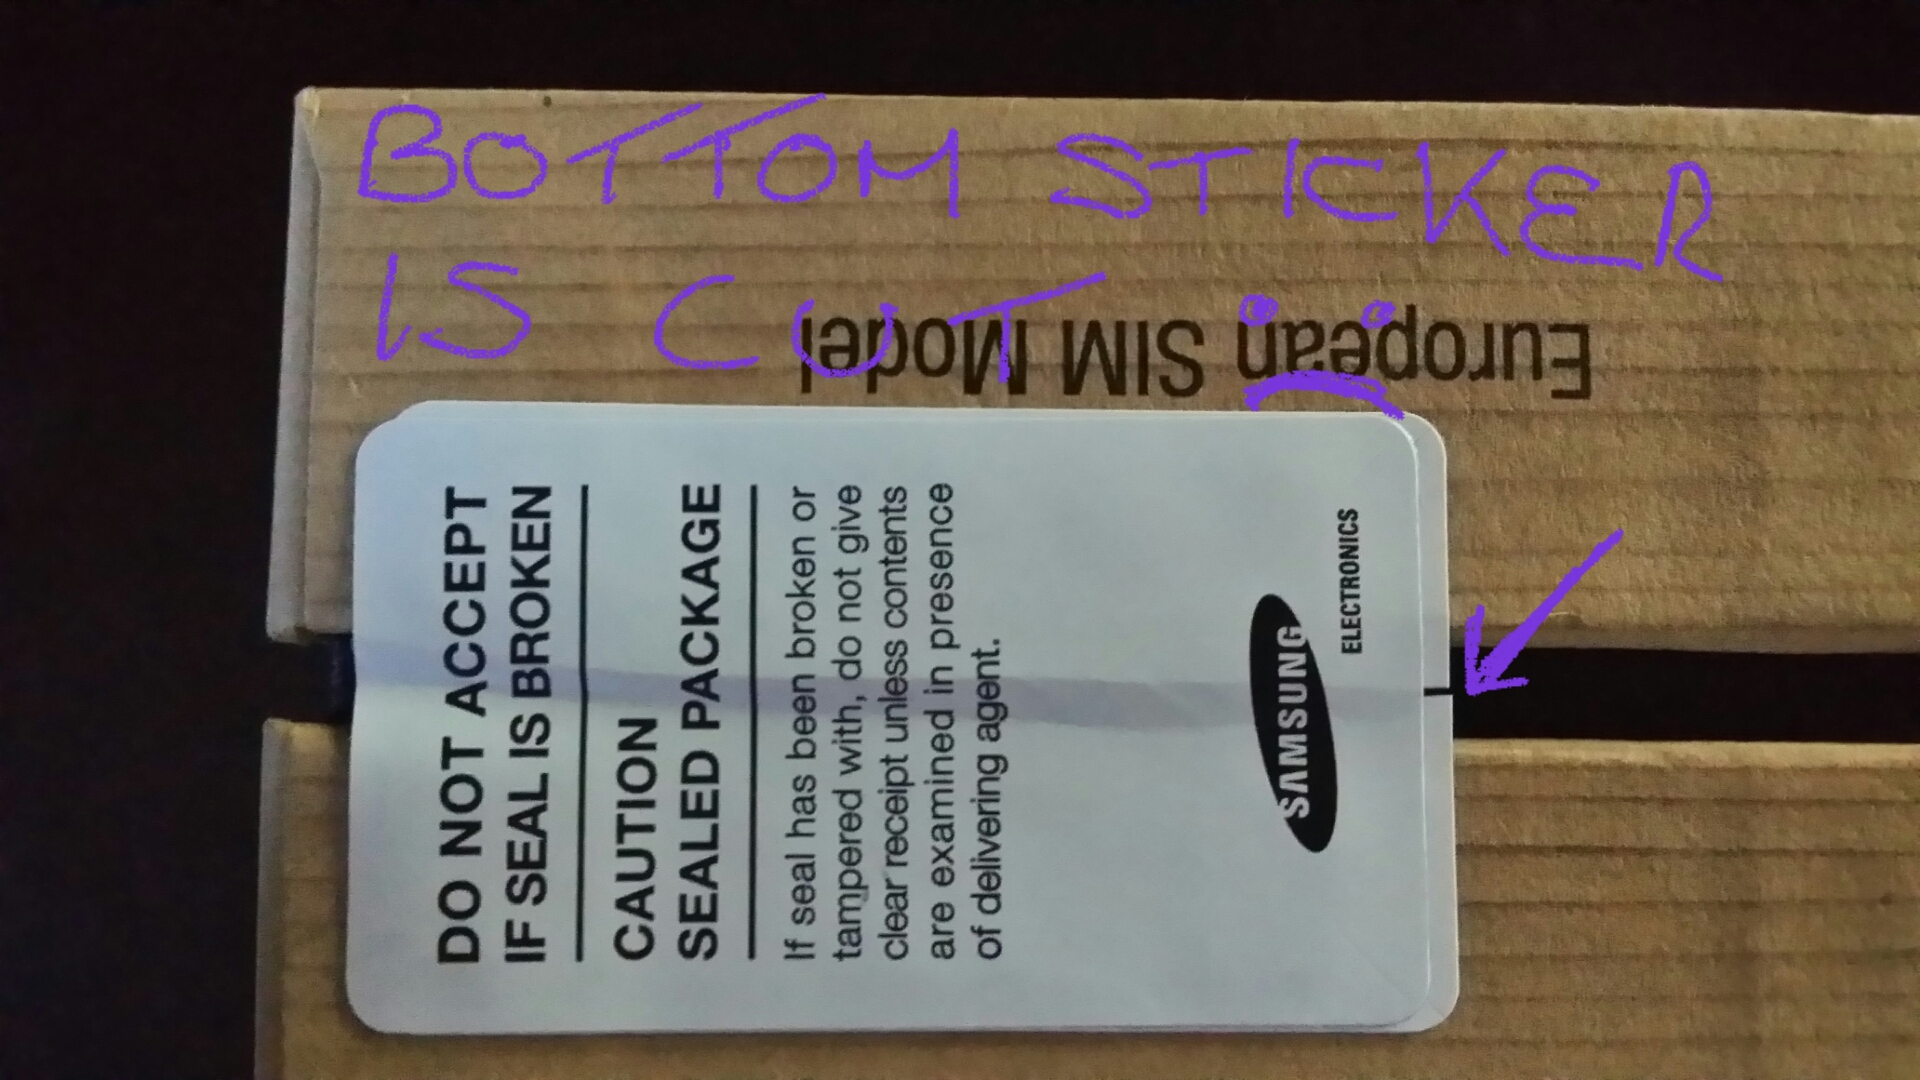 BOTTOM STICKER
IS CUT
European SIM Model
DO NOT ACCEPT
IF SEAL IS BROKEN
CAUTION
SEALED PACKAGE
If seal has been broken or
tampered with, do not give
clear receipt unless contents
are examined in presence
of delivering agent.
SAMSUNG
ELECTRONICS